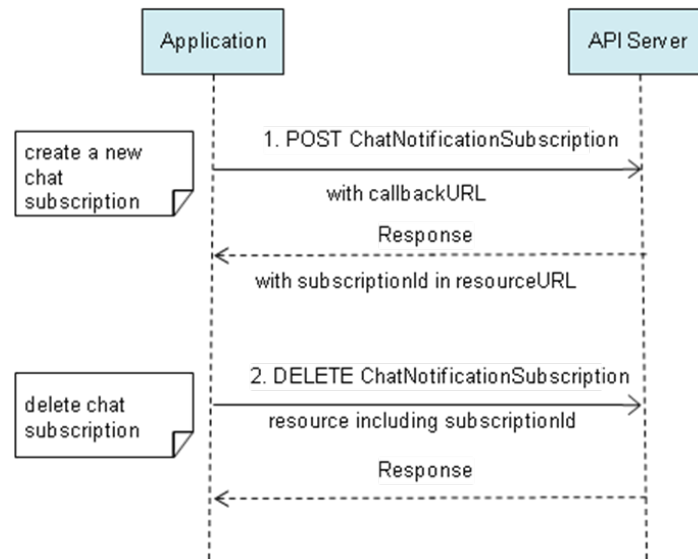 Application
API Server
create a new
chat
subscription
1. POST ChatNotificationSubscription
with callbackURL
Response
with subscriptionId in resourceURL
delete chat
subscription
2. DELETE ChatNotificationSubscription
resource including subscriptionId
Response